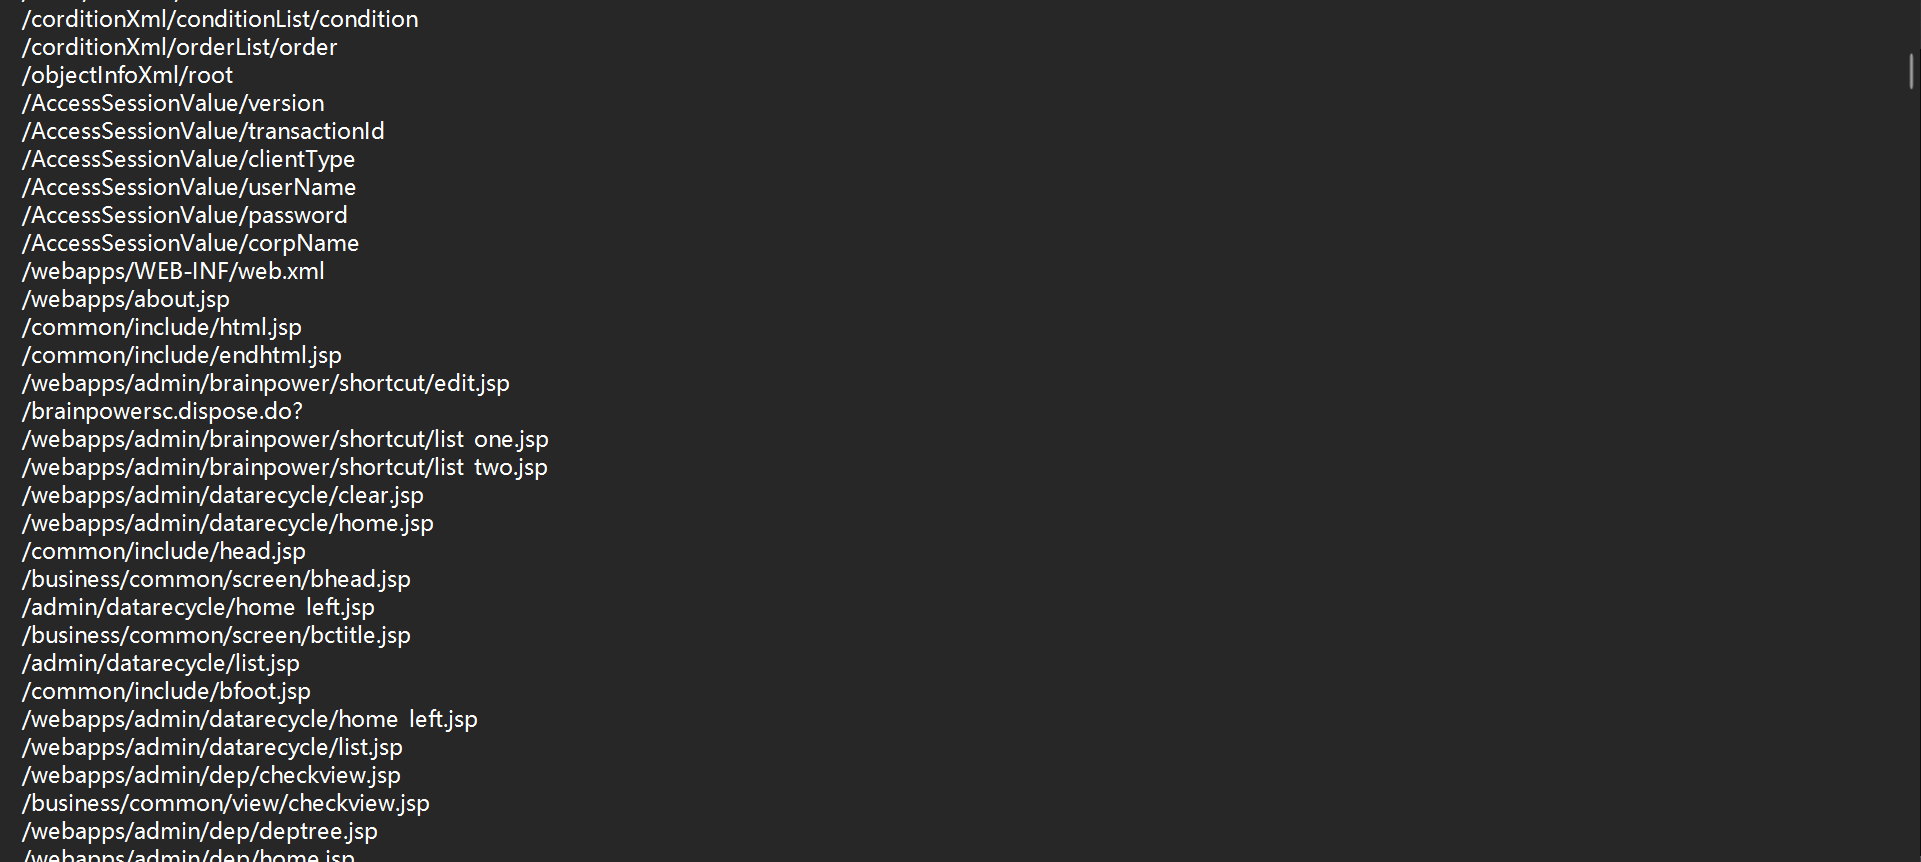 /corditionXml/conditionList/condition
/corditionXml/orderList/order
/objectInfoXml/root
/AccessSessionValue/version
/AccessSessionValue/transactionId
/AccessSessionValue/clientType
/AccessSessionValue/userName
/AccessSessionValue/password
/AccessSessionValue/corpName
/webapps/WEB-INF/web.xml
/webapps/about.jsp
/common/include/html.jsp
/common/include/endhtml.jsp
/webapps/admin/brainpower/shortcut/edit.jsp
/brainpowersc.dispose.do?
/webapps/admin/brainpower/shortcut/list one.jsp
/webapps/admin/brainpower/shortcut/list two.jsp
/webapps/admin/datarecycle/clear.jsp
/webapps/admin/datarecycle/home.jsp
/common/include/head.jsp
/business/common/screen/bhead.jsp
/admin/datarecycle/home left.jsp
/business/common/screen/bctitle.jsp
/admin/datarecycle/list.jsp
/common/include/bfoot.jsp
/webapps/admin/datarecycle/home left.jsp
/webapps/admin/datarecycle/list.jsp
/webapps/admin/dep/checkview.jsp
/business/common/view/checkview.jsp
/webapps/admin/dep/deptree.jsp
/webapps/admin/dep/home.jsp